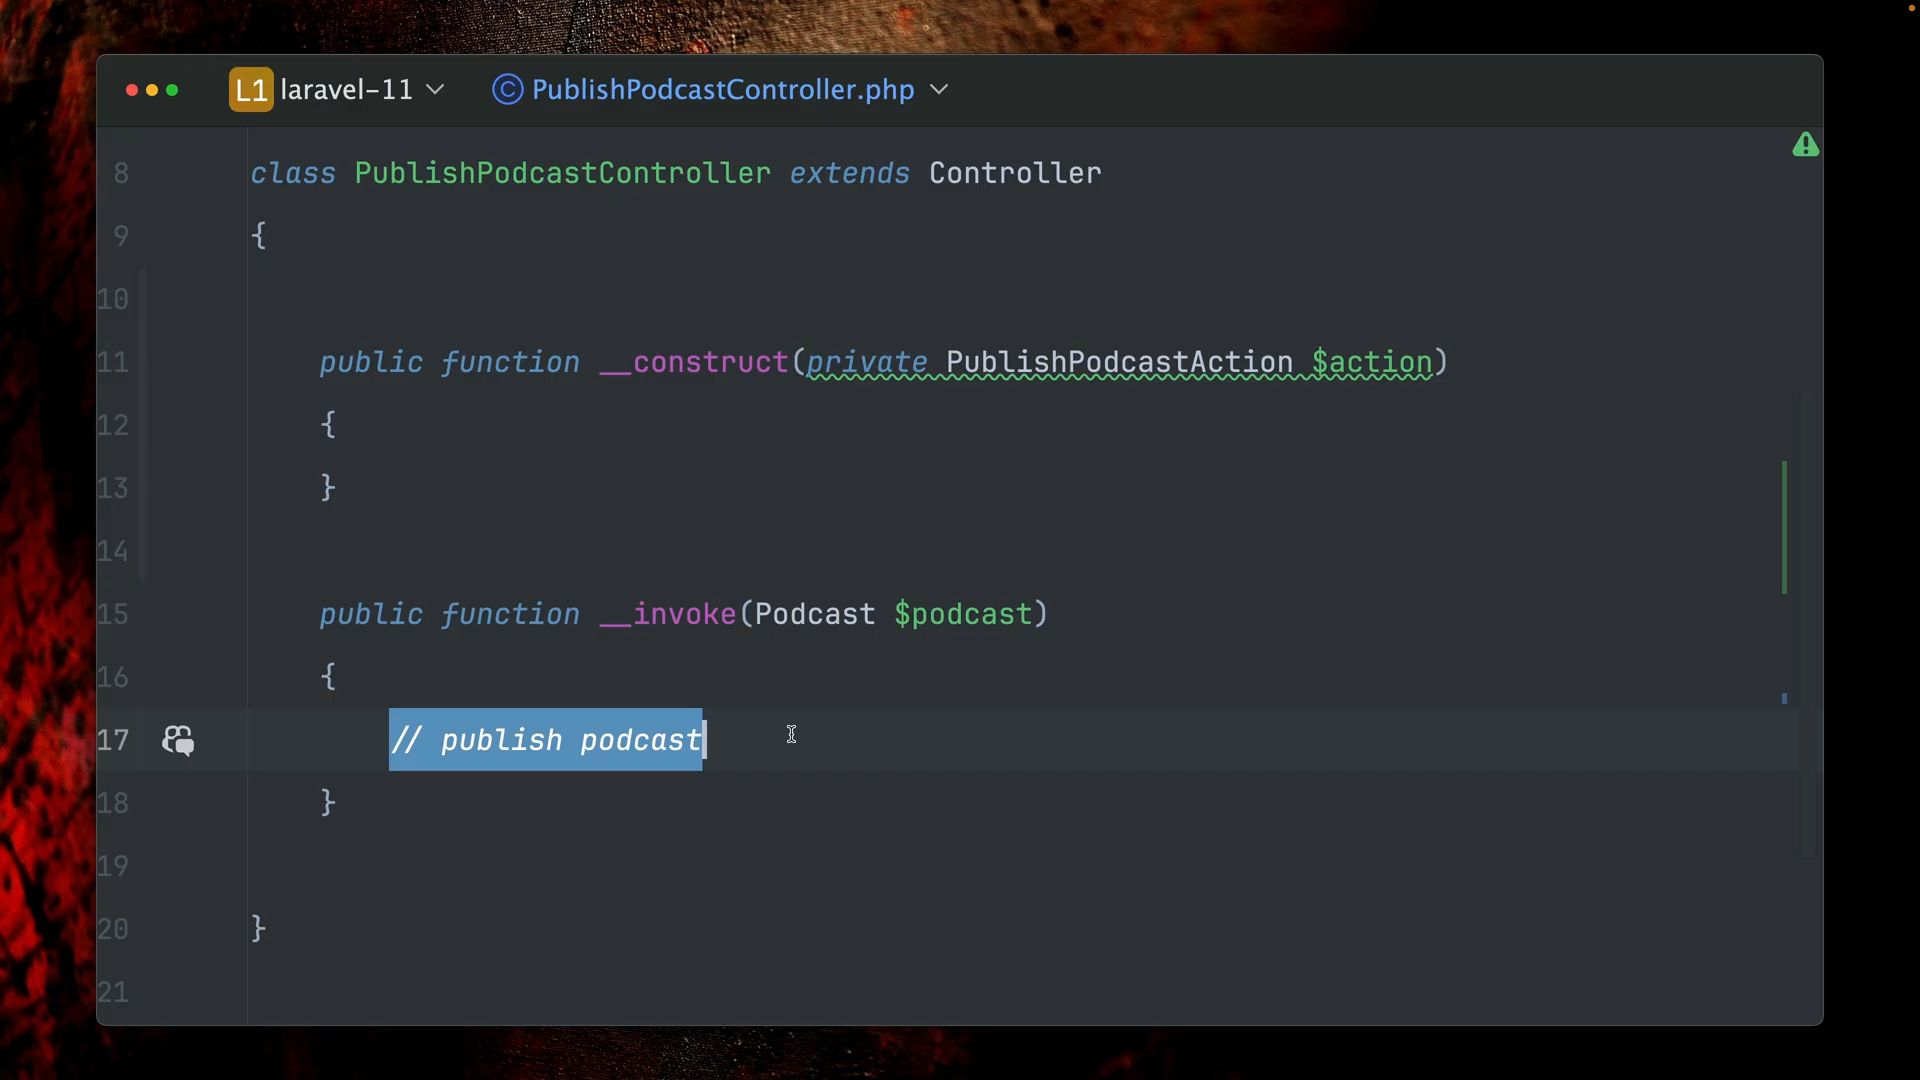 L1 laravel-11 PublishPodcastController.php
8 class PublishPodcastController extends Controller
9 {
10
11 public function __construct(private PublishPodcastAction $action)
12 {
13 }
14
15 public function __invoke(Podcast $podcast)
16 {
17 // publish podcast
18 }
19
20 }
21